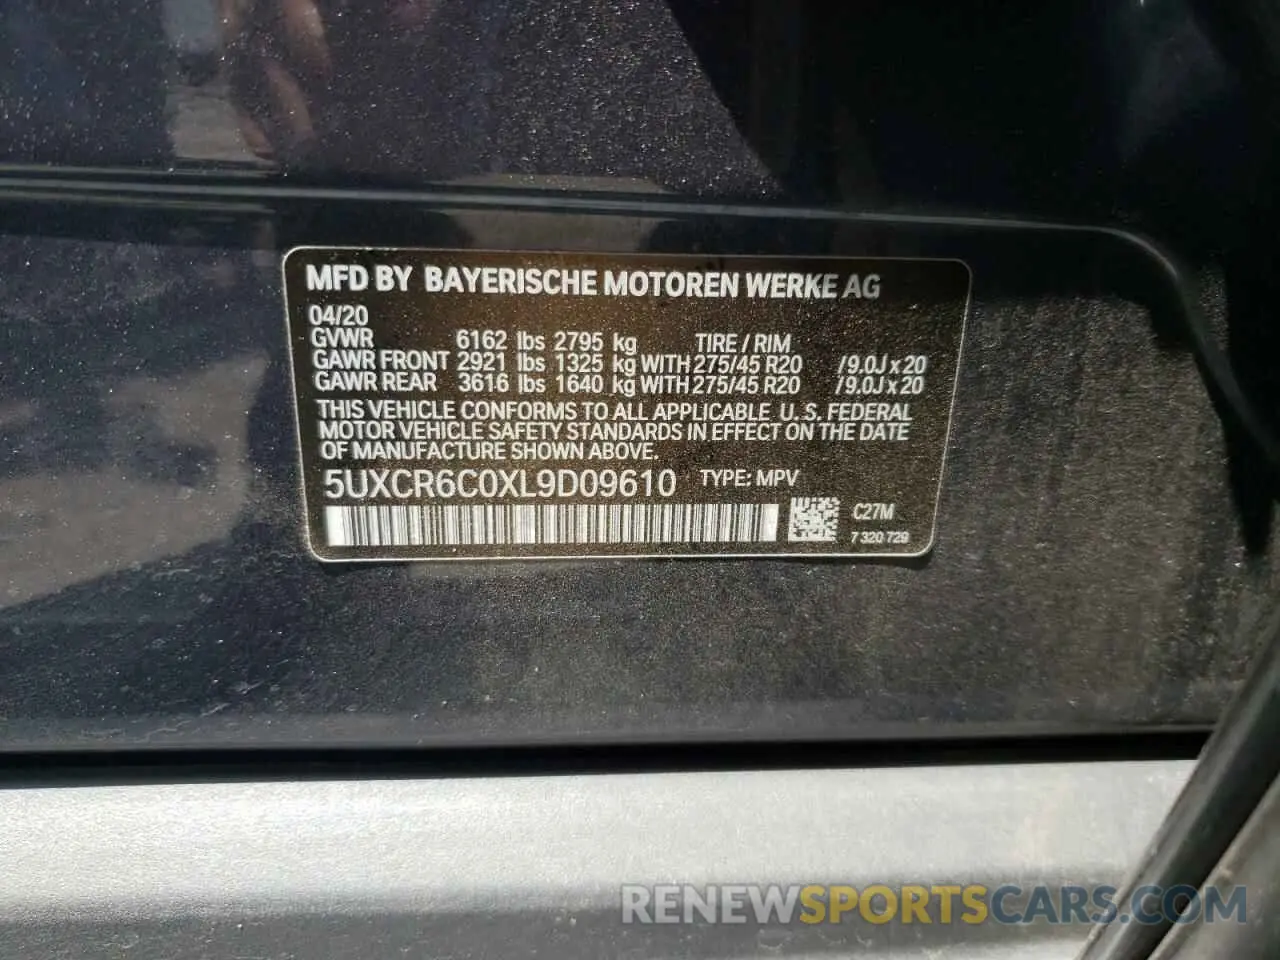 MFD BY BAYERISCHE MOTOREN WERKE AG
04/20
GVWR 6162 lbs 2795 kg TIRE / RIM
GAWR FRONT 2921 lbs 1325 kg WITH 275/45 R20 /9.0J x 20
GAWR REAR 3616 lbs 1640 kg WITH 275/45 R20 /9.0J x 20
THIS VEHICLE CONFORMS TO ALL APPLICABLE U. S. FEDERAL
MOTOR VEHICLE SAFETY STANDARDS IN EFFECT ON THE DATE
OF MANUFACTURE SHOWN ABOVE.
5UXCR6C0XL9D09610 TYPE: MPV
C27M
7 320 729
RENEWSPORTSCARS.COM